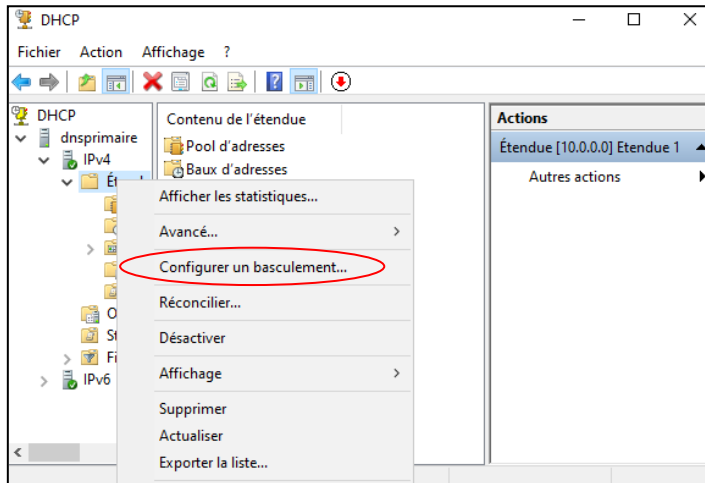 DHCP
Fichier Action Affichage ?
DHCP
dnsprimaire
IPv4
IPv6
Contenu de l'étendue
Pool d'adresses
Baux d'adresses
Afficher les statistiques...
Avancé...
Configurer un basculement...
Réconcilier...
Désactiver
Affichage
Supprimer
Actualiser
Exporter la liste...
Actions
Étendue [10.0.0.0] Etendue 1
Autres actions